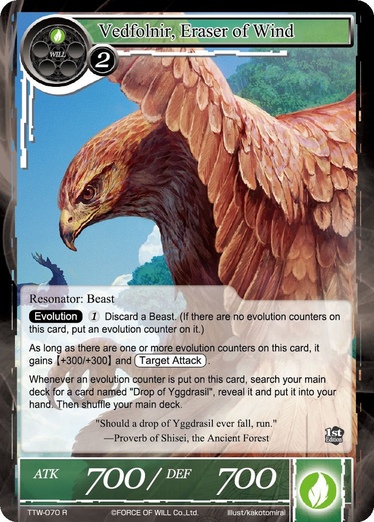 Vedfolnir, Eraser of Wind
WILL
2
Resonator: Beast
Evolution 1 Discard a Beast. (If there are no evolution counters on
this card, put an evolution counter on it.)
As long as there are one or more evolution counters on this card, it
gains【+300/+300】and Target Attack.
Whenever an evolution counter is put on this card, search your main
deck for a card named "Drop of Yggdrasil", reveal it and put it into your
hand. Then shuffle your main deck.
"Should a drop of Yggdrasil ever fall, run."
—Proverb of Shisei, the Ancient Forest
1st Edition
ATK 700/ DEF 700
TTW-070 R ©FORCE OF WILL Co.,Ltd. Illust/kakotomirai